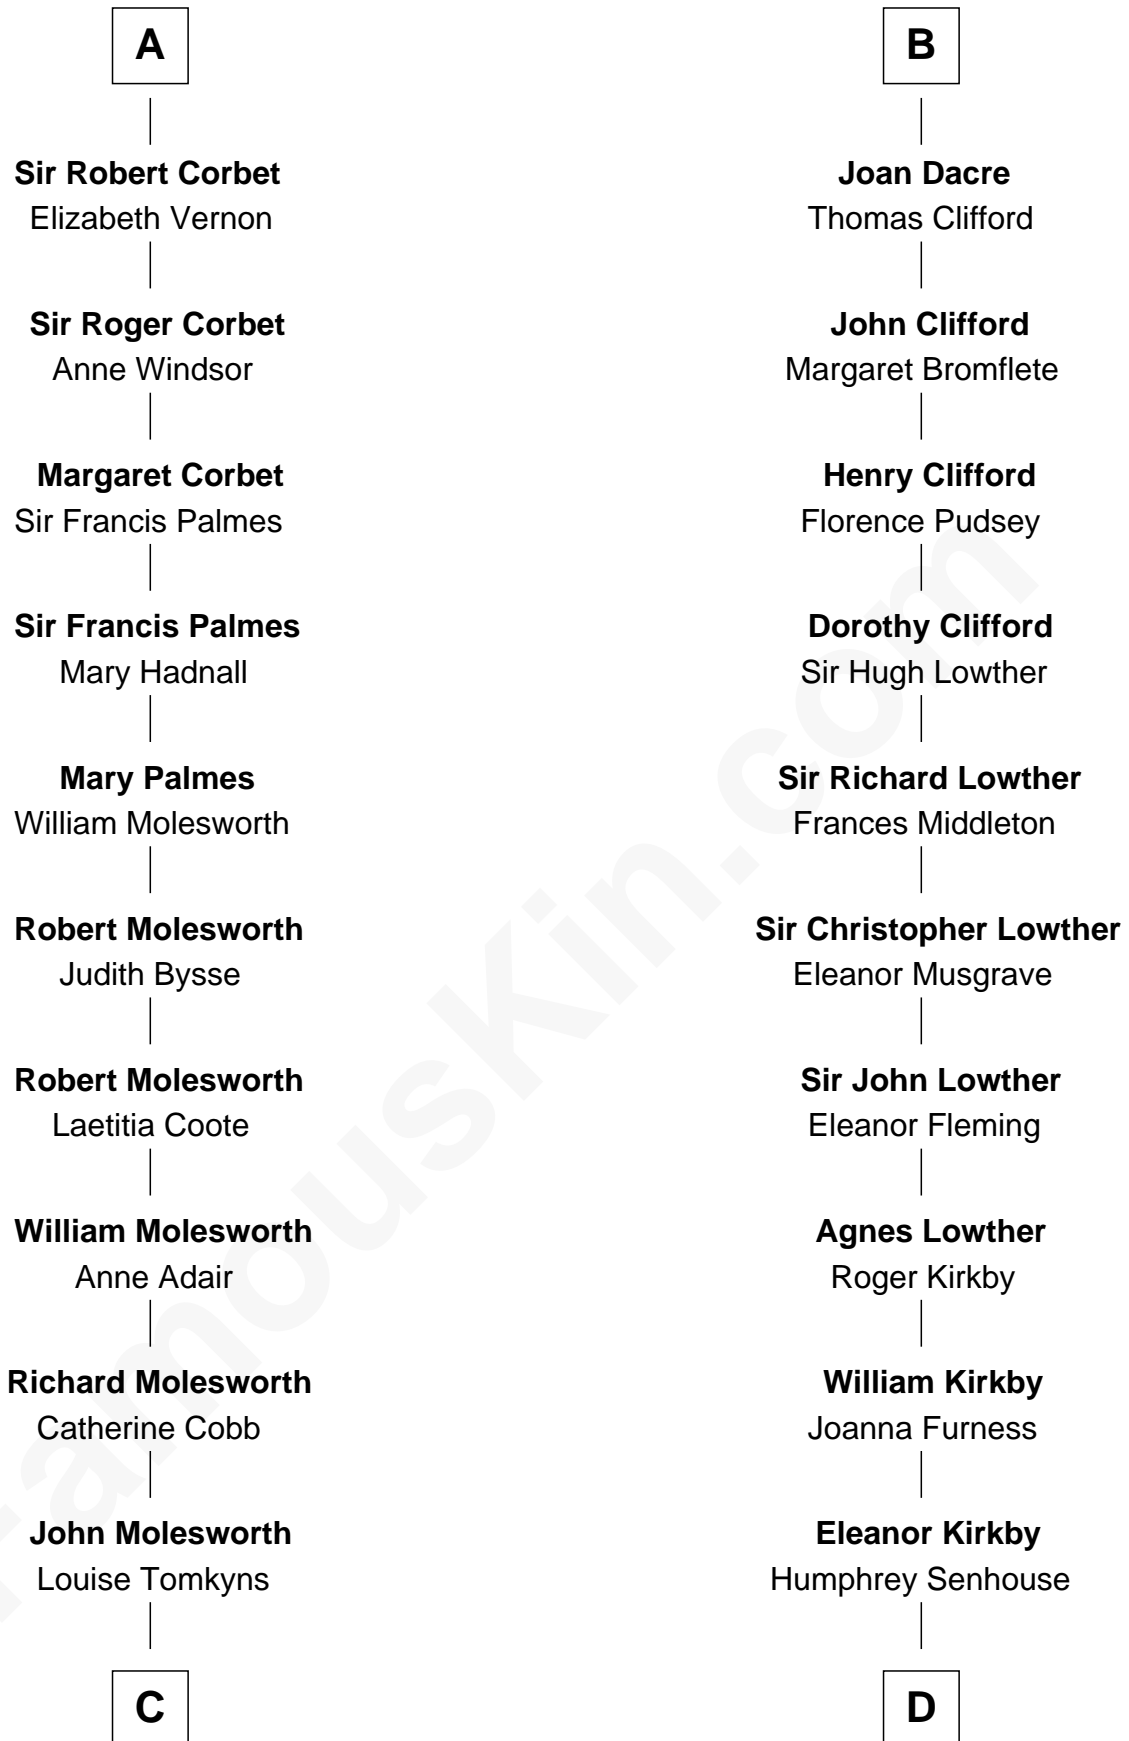 A
Sir Robert Corbet
Elizabeth Vernon
Sir Roger Corbet
Anne Windsor
Margaret Corbet
Sir Francis Palmes
Sir Francis Palmes
Mary Hadnall
Mary Palmes
William Molesworth
Robert Molesworth
Judith Bysse
Robert Molesworth
Laetitia Coote
William Molesworth
Anne Adair
Richard Molesworth
Catherine Cobb
John Molesworth
Louise Tomkyns
C
B
Joan Dacre
Thomas Clifford
John Clifford
Margaret Bromflete
Henry Clifford
Florence Pudsey
Dorothy Clifford
Sir Hugh Lowther
Sir Richard Lowther
Frances Middleton
Sir Christopher Lowther
Eleanor Musgrave
Sir John Lowther
Eleanor Fleming
Agnes Lowther
Roger Kirkby
William Kirkby
Joanna Furness
Eleanor Kirkby
Humphrey Senhouse
D
FamousKin.com